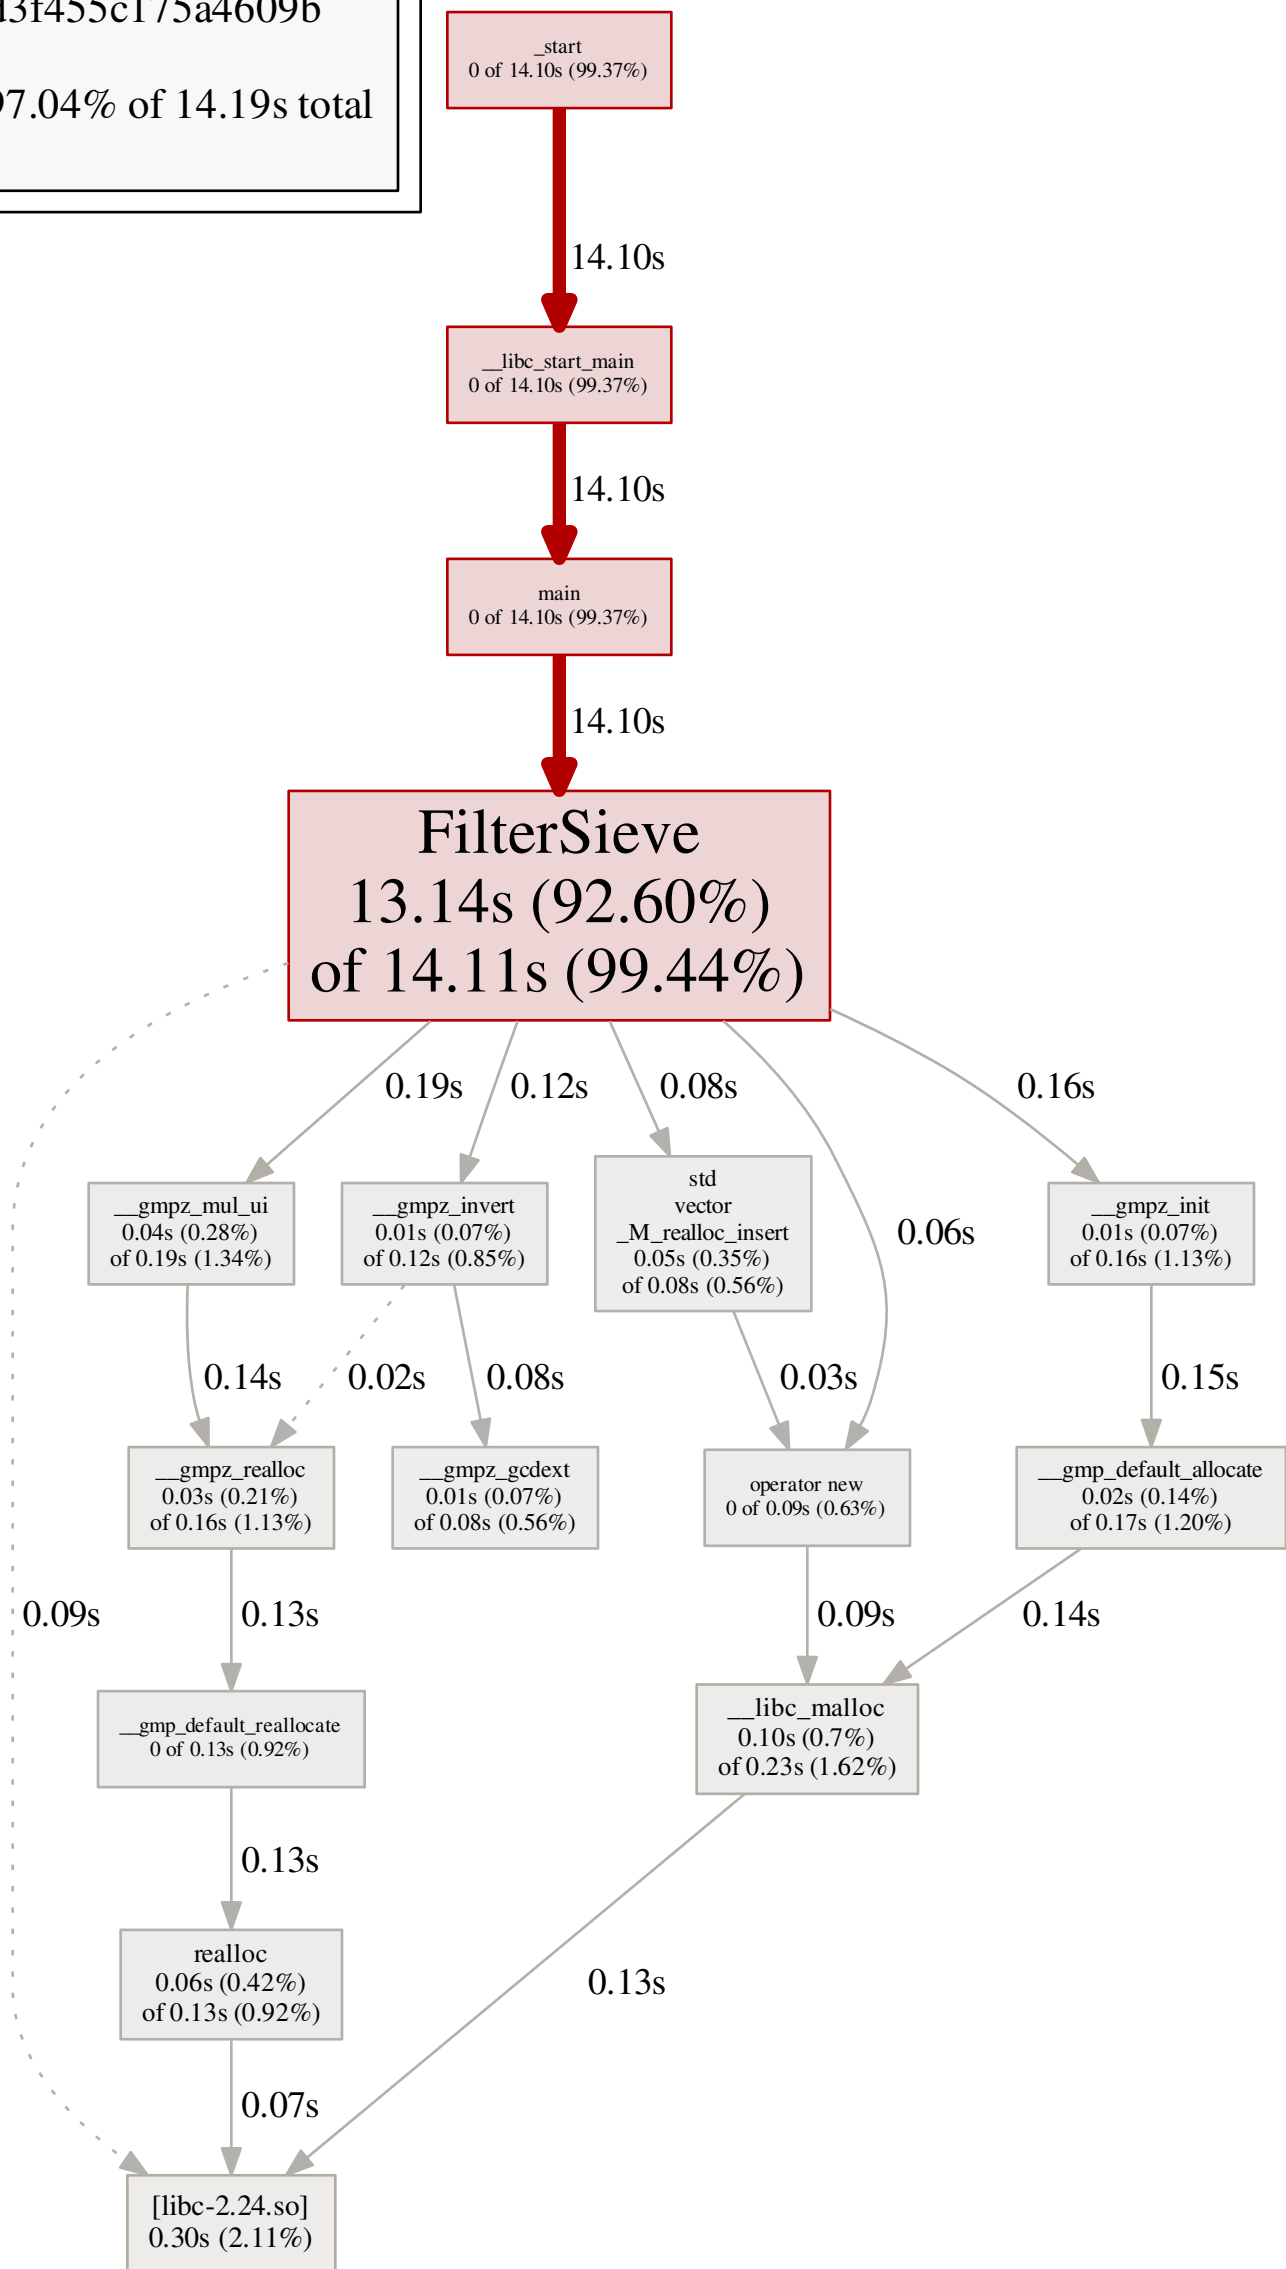 d3f455c175a4609b
97.04% of 14.19s total
_start
0 of 14.10s (99.37%)
14.10s
__libc_start_main
0 of 14.10s (99.37%)
14.10s
main
0 of 14.10s (99.37%)
14.10s
FilterSieve
13.14s (92.60%)
of 14.11s (99.44%)
0.19s
0.12s
0.08s
0.16s
__gmpz_mul_ui
0.04s (0.28%)
of 0.19s (1.34%)
__gmpz_invert
0.01s (0.07%)
of 0.12s (0.85%)
std
vector
_M_realloc_insert
0.05s (0.35%)
of 0.08s (0.56%)
0.06s
__gmpz_init
0.01s (0.07%)
of 0.16s (1.13%)
0.14s
0.02s
0.08s
0.03s
0.15s
__gmpz_realloc
0.03s (0.21%)
of 0.16s (1.13%)
__gmpz_gcdext
0.01s (0.07%)
of 0.08s (0.56%)
operator new
0 of 0.09s (0.63%)
__gmp_default_allocate
0.02s (0.14%)
of 0.17s (1.20%)
0.09s
0.13s
0.09s
0.14s
__gmp_default_reallocate
0 of 0.13s (0.92%)
__libc_malloc
0.10s (0.7%)
of 0.23s (1.62%)
0.13s
realloc
0.06s (0.42%)
of 0.13s (0.92%)
0.13s
0.07s
[libc-2.24.so]
0.30s (2.11%)